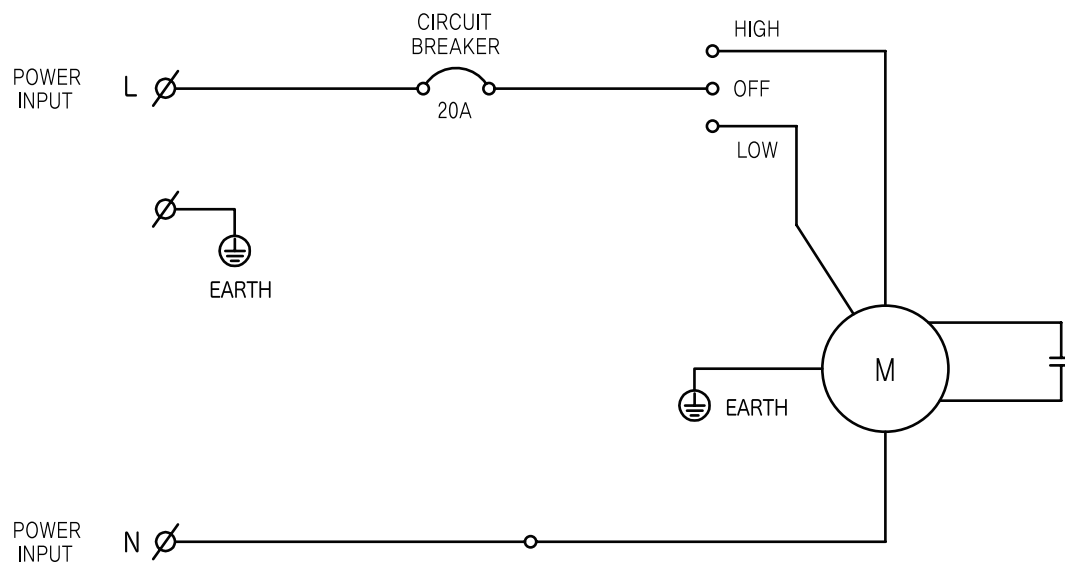 CIRCUIT
BREAKER
HIGH
POWER
INPUT
L
OFF
20A
LOW
EARTH
M
EARTH
POWER
INPUT
N